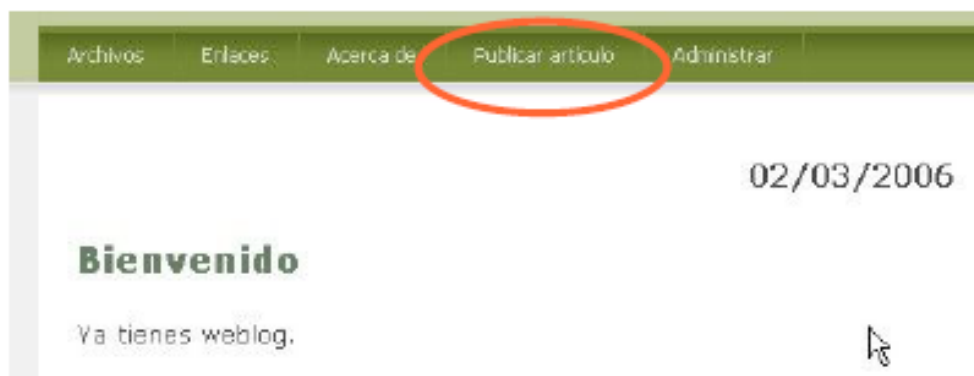 Archivos Enlaces Acerca de Publicar artículo Administrar
02/03/2006
Bienvenido
Ya tienes weblog.